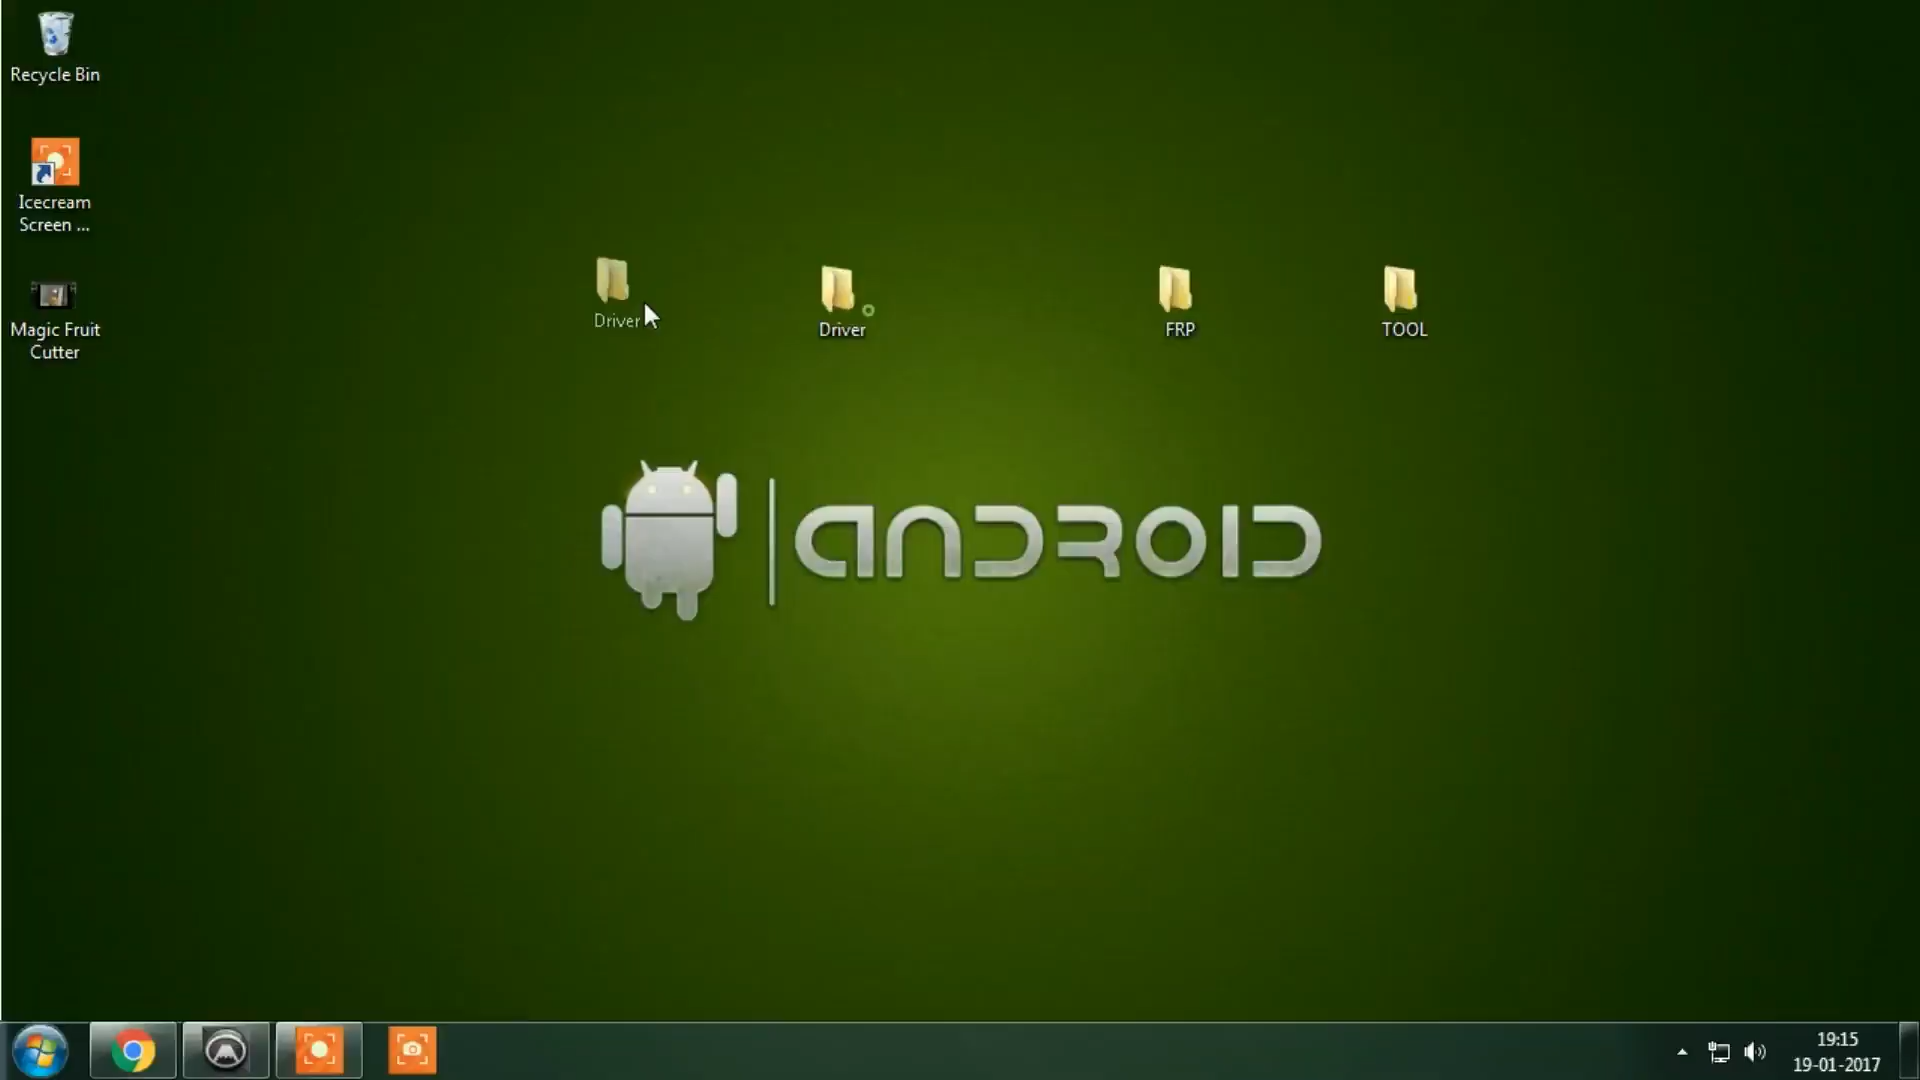 Recycle Bin
Icecream
Screen ...
Magic Fruit
Cutter
Driver
Driver
FRP
TOOL
ANDROID
19:15
19-01-2017